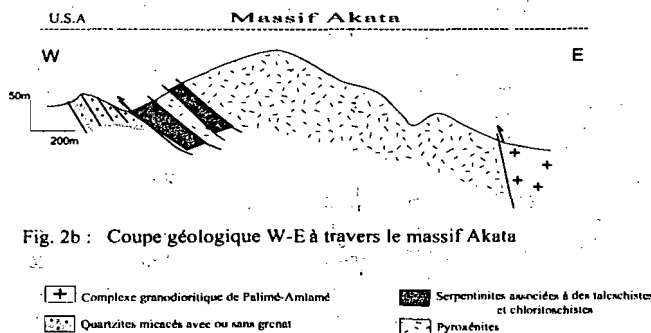 U.S.A
Massif Akata
W
E
50m
200m
Fig. 2b : Coupe géologique W-E à travers le massif Akata
Complexe granodioritique de Palimé-Amlamé
Quartzites micacés avec ou sans grenat
Serpentinites associées à des talcschistes
et chloritoschistes
Pyroxénites